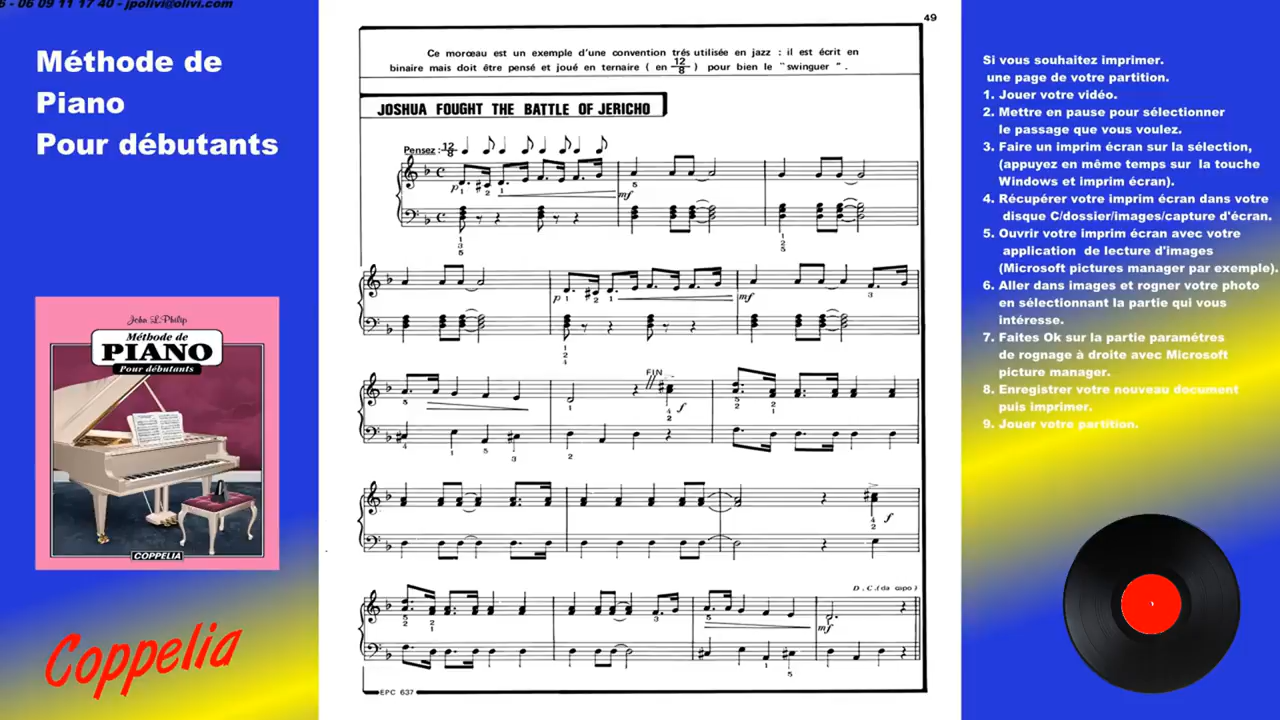 6 - 06 09 11 17 40 - jpolivi@olivi.com
Méthode de
Piano
Pour débutants
John L.Philip
Méthode de
PIANO
Pour débutants
COPPELIA
Coppelia
49
Ce morceau est un exemple d'une convention trés utilisée en jazz : il est écrit en
binaire mais doit être pensé et joué en ternaire ( en 12/8 ) pour bien le " swinguer " .
JOSHUA FOUGHT THE BATTLE OF JERICHO
Pensez : 12/8
p
mf
p
mf
FIN
f
f
D . C . ( da capo )
mf
EPC 637
Si vous souhaitez imprimer.
une page de votre partition.
1. Jouer votre vidéo.
2. Mettre en pause pour sélectionner
le passage que vous voulez.
3. Faire un imprim écran sur la sélection,
(appuyez en même temps sur la touche
Windows et imprim écran).
4. Récupérer votre imprim écran dans votre
disque C/dossier/images/capture d'écran.
5. Ouvrir votre imprim écran avec votre
application de lecture d'images
(Microsoft pictures manager par exemple).
6. Aller dans images et rogner votre photo
en sélectionnant la partie qui vous
intéresse.
7. Faites Ok sur la partie paramétres
de rognage à droite avec Microsoft
picture manager.
8. Enregistrer votre nouveau document
puis imprimer.
9. Jouer votre partition.